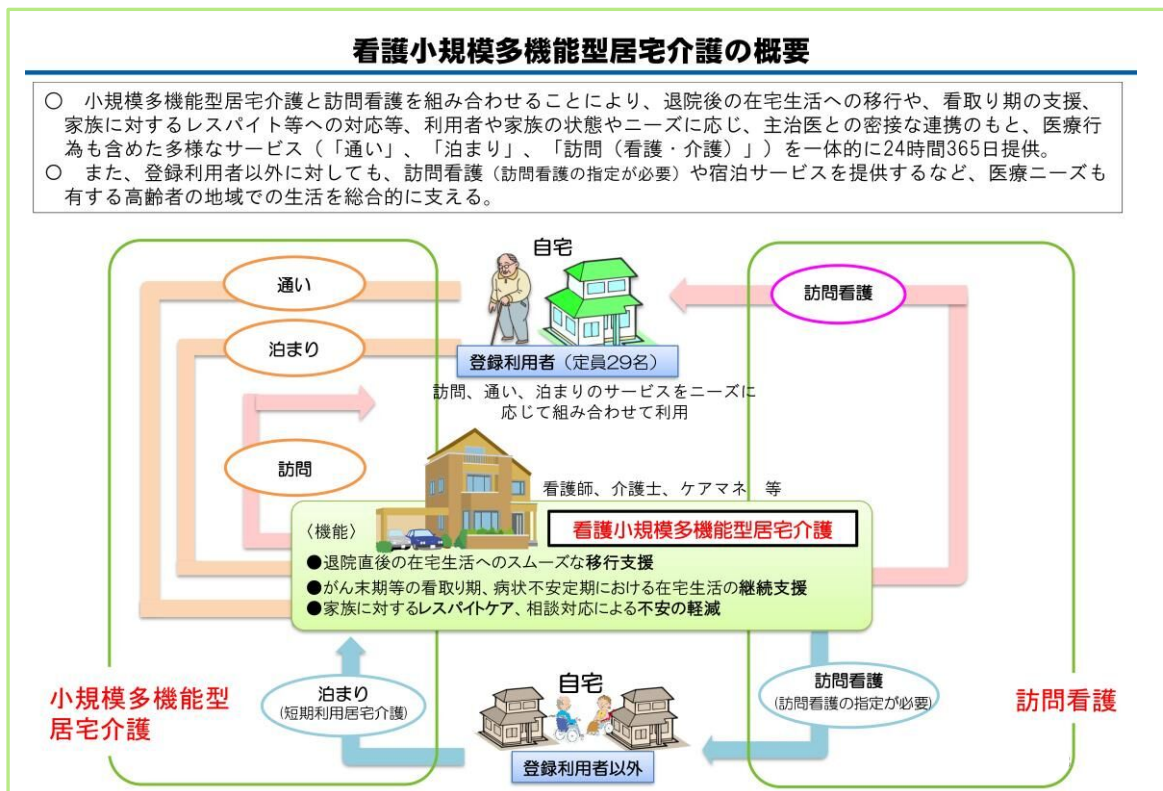 看護小規模多機能型居宅介護の概要
○　小規模多機能型居宅介護と訪問看護を組み合わせることにより、退院後の在宅生活への移行や、看取り期の支援、
家族に対するレスパイト等への対応等、利用者や家族の状態やニーズに応じ、主治医との密接な連携のもと、医療行
為も含めた多様なサービス（「通い」、「泊まり」、「訪問（看護・介護）」）を一体的に24時間365日提供。
○　また、登録利用者以外に対しても、訪問看護（訪問看護の指定が必要）や宿泊サービスを提供するなど、医療ニーズも
有する高齢者の地域での生活を総合的に支える。
自宅
通い
訪問看護
泊まり
登録利用者（定員29名）
訪問、通い、泊まりのサービスをニーズに
応じて組み合わせて利用
訪問
看護師、介護士、ケアマネ　等
〈機能〉
看護小規模多機能型居宅介護
●退院直後の在宅生活へのスムーズな移行支援
●がん末期等の看取り期、病状不安定期における在宅生活の継続支援
●家族に対するレスパイトケア、相談対応による不安の軽減
小規模多機能型
居宅介護
泊まり
(短期利用居宅介護)
自宅
訪問看護
(訪問看護の指定が必要)
訪問看護
登録利用者以外